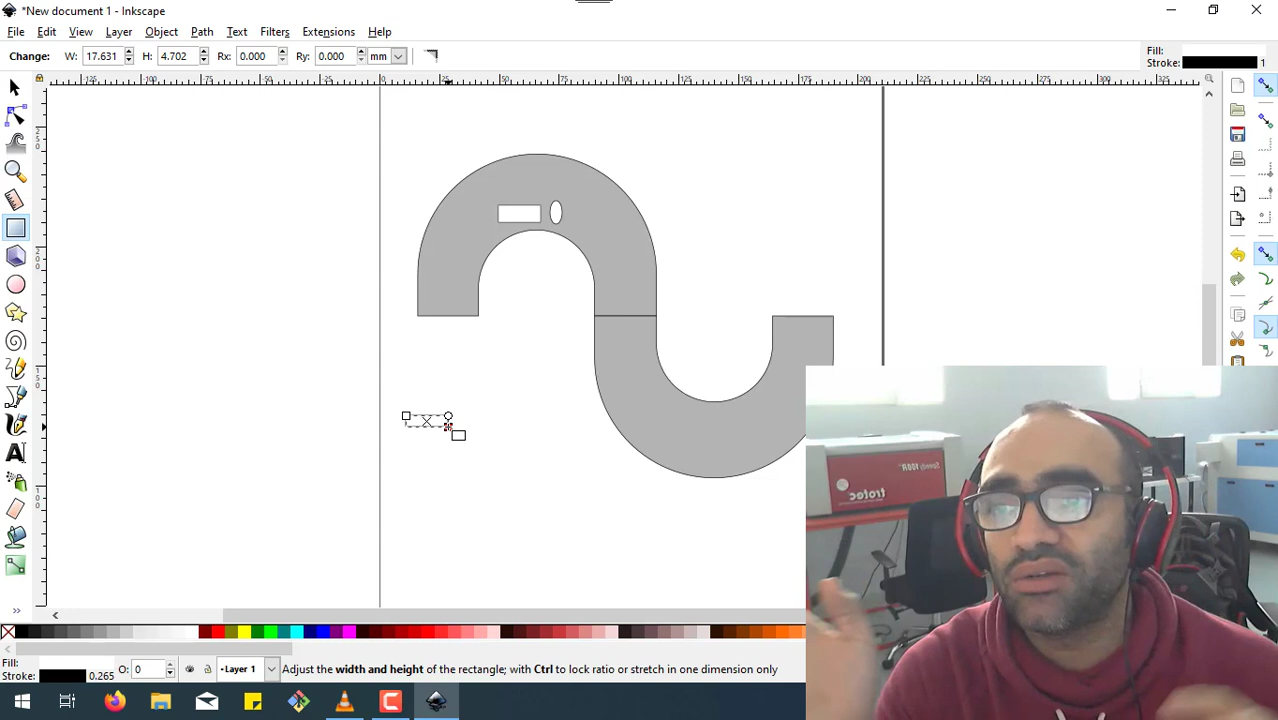 *New document 1 - Inkscape
File Edit View Layer Object Path Text Filters Extensions Help
Change: W: 17.631 H: 4.702 Rx: 0.000 Ry: 0.000 mm
Fill:
Stroke: 1
Fill:
Stroke: 0.265
O: 0
•Layer 1
Adjust the width and height of the rectangle; with Ctrl to lock ratio or stretch in one dimension only
Speedy 100R
trotec